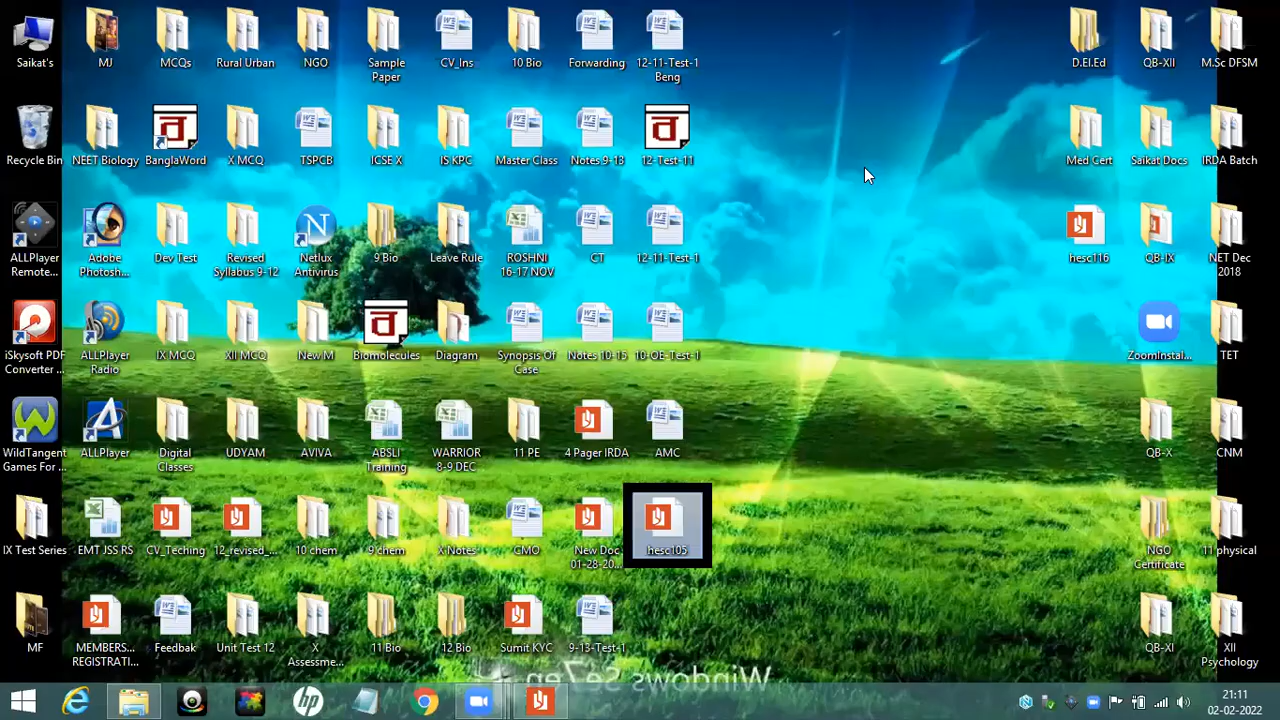 Saikat's
MJ
MCQs
Rural Urban
NGO
Sample
Paper
CV_Ins
10 Bio
Forwarding
12-11-Test-1
Beng
D.El.Ed
QB-XII
M.Sc DFSM
Recycle Bin
NEET Biology
BanglaWord
X MCQ
TSPCB
ICSE X
IS KPC
Master Class
Notes 9-13
12-Test-11
Med Cert
Saikat Docs
IRDA Batch
ALLPlayer
Remote...
Adobe
Photosh...
Dev Test
Revised
Syllabus 9-12
Netlux
Antivirus
9 Bio
Leave Rule
ROSHNI
16-17 NOV
CT
12-11-Test-1
hesc116
QB-IX
NET Dec
2018
iSkysoft PDF
Converter ...
ALLPlayer
Radio
IX MCQ
XII MCQ
New M
Biomolecules
Diagram
Synopsis Of
Case
Notes 10-15
10-OE-Test-1
ZoomInstal...
TET
WildTangent
Games For ...
ALLPlayer
Digital
Classes
UDYAM
AVIVA
ABSLI
Training
WARRIOR
8-9 DEC
11 PE
4 Pager IRDA
AMC
QB-X
CNM
IX Test Series
EMT JSS RS
CV_Teching
12_revised_...
10 chem
9 chem
X-Notes
CMO
New Doc
01-28-20...
hesc105
NGO
Certificate
11 physical
MF
MEMBERS...
REGISTRATI...
Feedbak
Unit Test 12
X
Assessme...
11 Bio
12 Bio
Sumit KYC
9-13-Test-1
QB-XI
XII
Psychology
Windows Se7en
21:11
02-02-2022